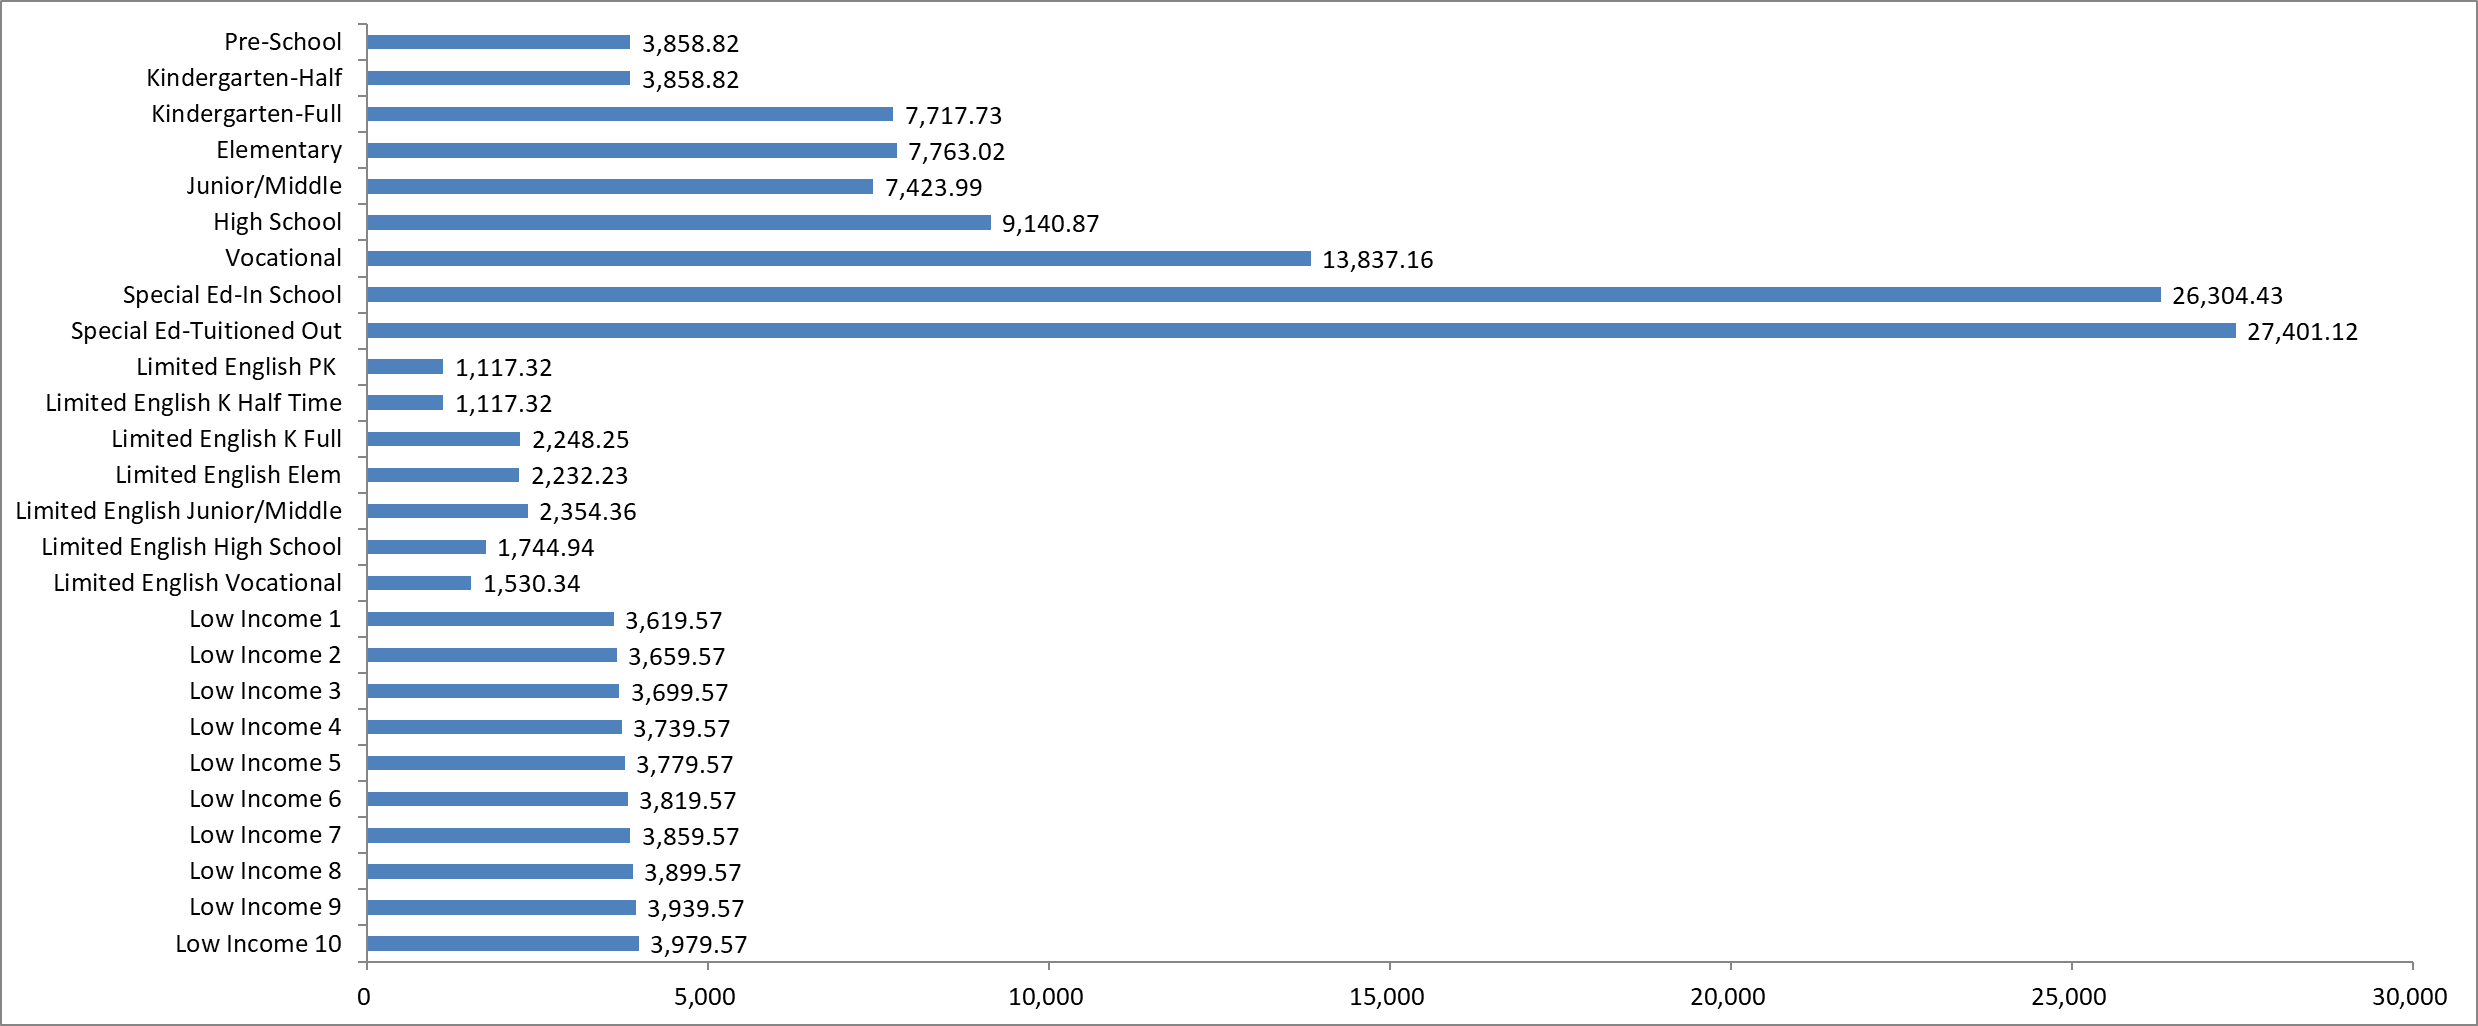 Pre-School 3,858.82
Kindergarten-Half 3,858.82
Kindergarten-Full 7,717.73
Elementary 7,763.02
Junior/Middle 7,423.99
High School 9,140.87
Vocational 13,837.16
Special Ed-In School 26,304.43
Special Ed-Tuitioned Out 27,401.12
Limited English PK 1,117.32
Limited English K Half Time 1,117.32
Limited English K Full 2,248.25
Limited English Elem 2,232.23
Limited English Junior/Middle 2,354.36
Limited English High School 1,744.94
Limited English Vocational 1,530.34
Low Income 1 3,619.57
Low Income 2 3,659.57
Low Income 3 3,699.57
Low Income 4 3,739.57
Low Income 5 3,779.57
Low Income 6 3,819.57
Low Income 7 3,859.57
Low Income 8 3,899.57
Low Income 9 3,939.57
Low Income 10 3,979.57
0 5,000 10,000 15,000 20,000 25,000 30,000